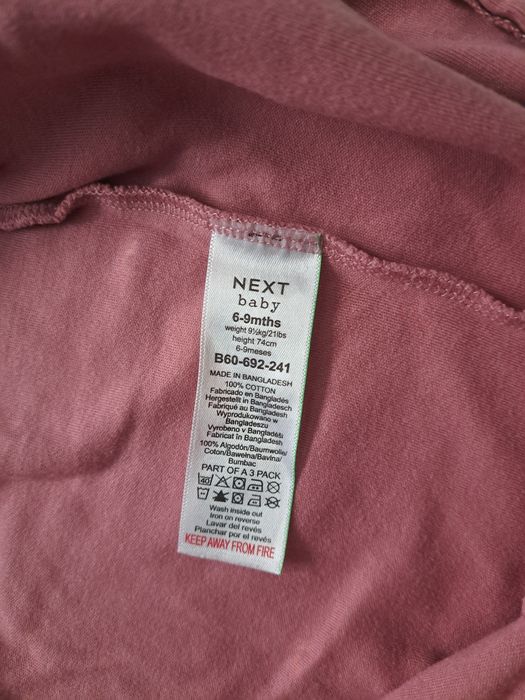 NEXT
baby
6-9mths
weight 9½kg/21lbs
height 74cm
6-9meses
B60-692-241
MADE IN BANGLADESH
100% COTTON
Fabricado en Bangladés
Hergestellt in Bangladesch
Fabriqué au Bangladesh
Wyprodukowano w
Bangladeszu
Vyrobeno v Bangladéši
Fabricat în Bangladesh
100% Algodón/Baumwolle/
Coton/Bawełna/Bavlna/
Bumbac
PART OF A 3 PACK
40
Wash inside out
Iron on reverse
Lavar del revés
Planchar por el revés
KEEP AWAY FROM FIRE